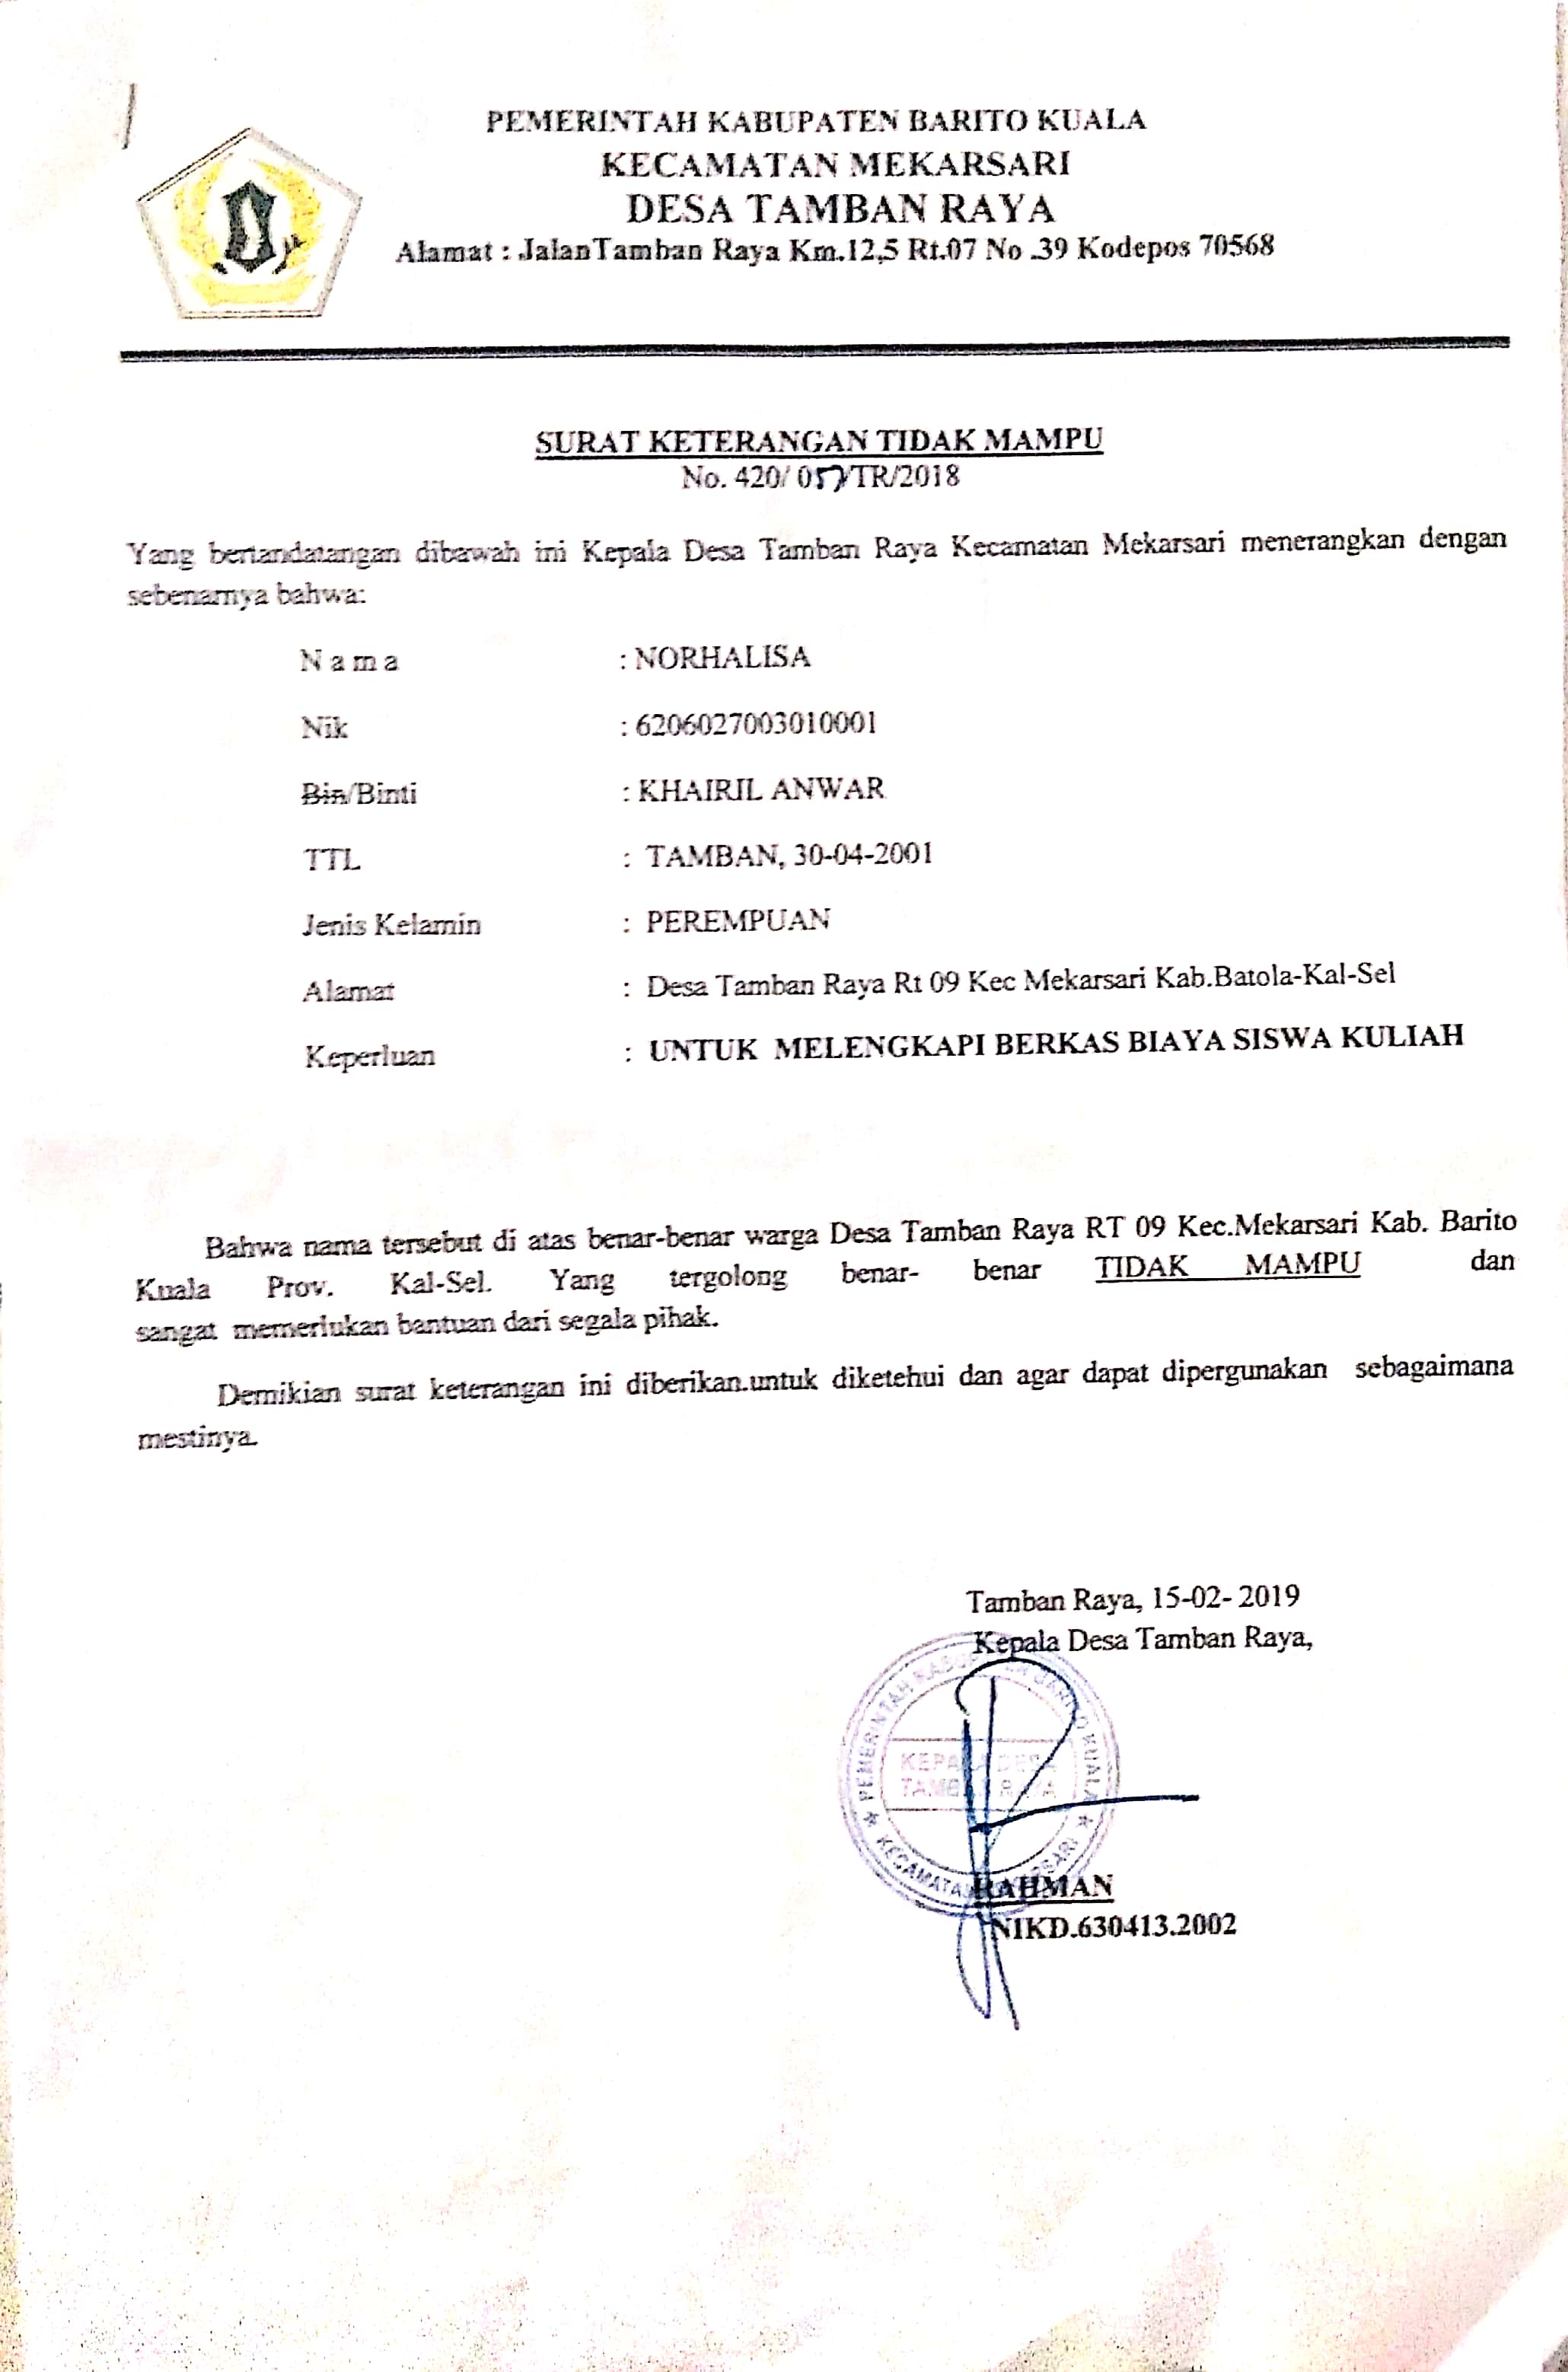 PEMERINTAH KABUPATEN BARITO KUALA
KECAMATAN MEKARSARI
DESA TAMBAN RAYA
Alamat : JalanTamban Raya Km.12,5 Rt.07 No .39 Kodepos 70568
SURAT KETERANGAN TIDAK MAMPU
No. 420/ 057/TR/2018
Yang bertandatangan dibawah ini Kepala Desa Tamban Raya Kecamatan Mekarsari menerangkan dengan
sebenarnya bahwa:
N a m a : NORHALISA
Nik : 6206027003010001
Bin/Binti : KHAIRIL ANWAR
TTL : TAMBAN, 30-04-2001
Jenis Kelamin : PEREMPUAN
Alamat : Desa Tamban Raya Rt 09 Kec Mekarsari Kab.Batola-Kal-Sel
Keperluan : UNTUK MELENGKAPI BERKAS BIAYA SISWA KULIAH
Bahwa nama tersebut di atas benar-benar warga Desa Tamban Raya RT 09 Kec.Mekarsari Kab. Barito
Kuala Prov. Kal-Sel. Yang tergolong benar- benar TIDAK MAMPU dan
sangat memerlukan bantuan dari segala pihak.
Demikian surat keterangan ini diberikan.untuk diketehui dan agar dapat dipergunakan sebagaimana
mestinya.
Tamban Raya, 15-02- 2019
Kepala Desa Tamban Raya,
PEMERINTAH KABUPATEN BARITO KUALA
KEPALA DESA
TAMBAN RAYA
KECAMATAN MEKARSARI
RAHMAN
NIKD.630413.2002